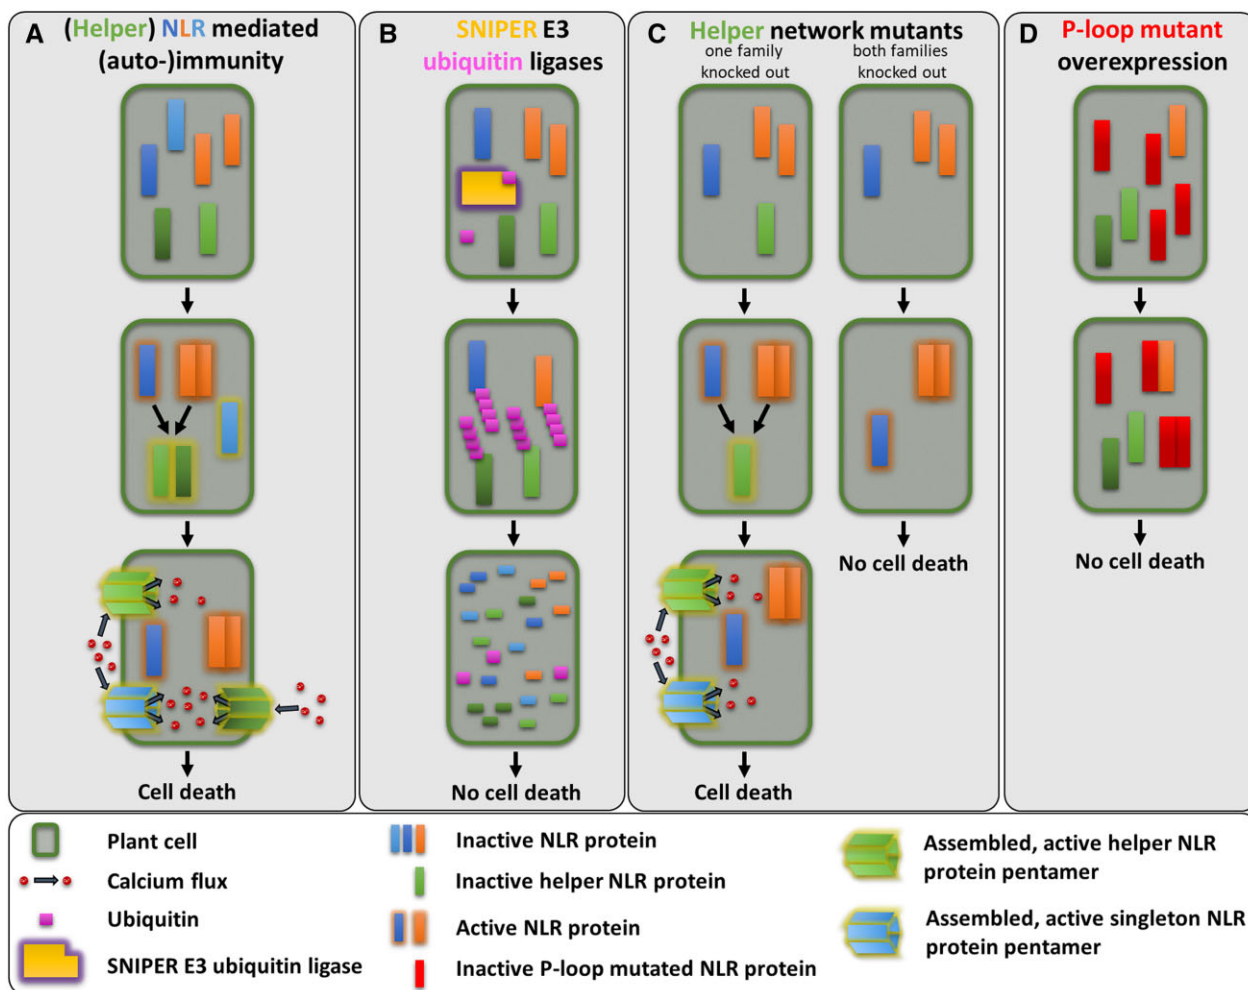 A (Helper) NLR mediated
(auto-)immunity
Cell death
B SNIPER E3
ubiquitin ligases
No cell death
C Helper network mutants
one family
knocked out
both families
knocked out
Cell death
No cell death
D P-loop mutant
overexpression
No cell death
Plant cell
Calcium flux
Ubiquitin
SNIPER E3 ubiquitin ligase
Inactive NLR protein
Inactive helper NLR protein
Active NLR protein
Inactive P-loop mutated NLR protein
Assembled, active helper NLR
protein pentamer
Assembled, active singleton NLR
protein pentamer